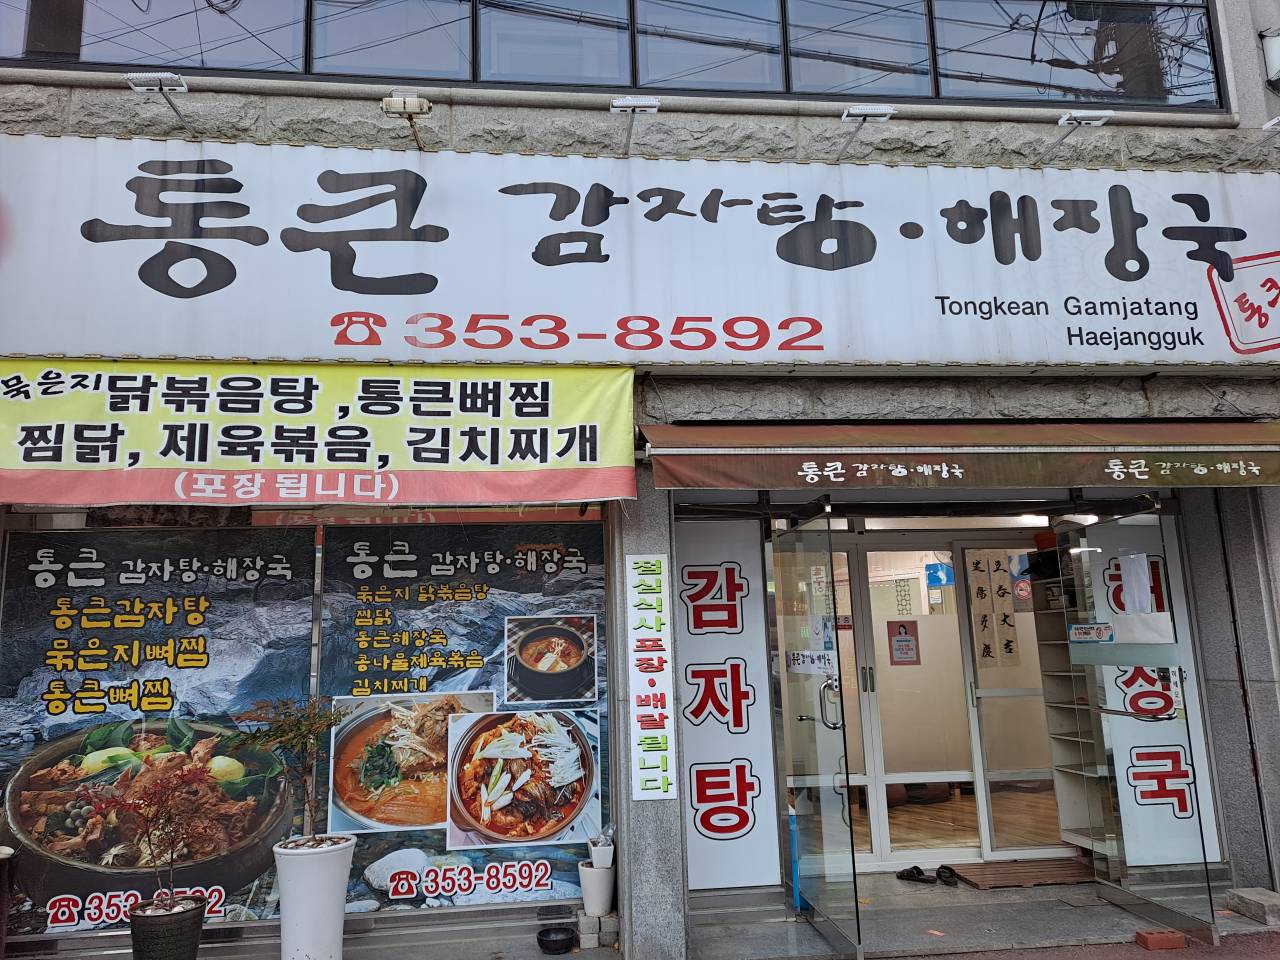 통큰 감자탕·해장국
☎353-8592
Tongkean Gamjatang
Haejangguk
통큰
묵은지닭볶음탕, 통큰뼈찜
찜닭, 제육볶음, 김치찌개
(포장됩니다)
통큰 감자탕·해장국
통큰 감자탕·해장국
통큰 감자탕·해장국
통큰감자탕
묶은지뼈찜
통큰뼈찜
☎353-8592
통큰 감자탕·해장국
묶은지 닭볶음탕
찜닭
통큰해장국
콩나물제육볶음
김치찌개
☎353-8592
점심식사포장·배달됩니다
감자탕
해장국